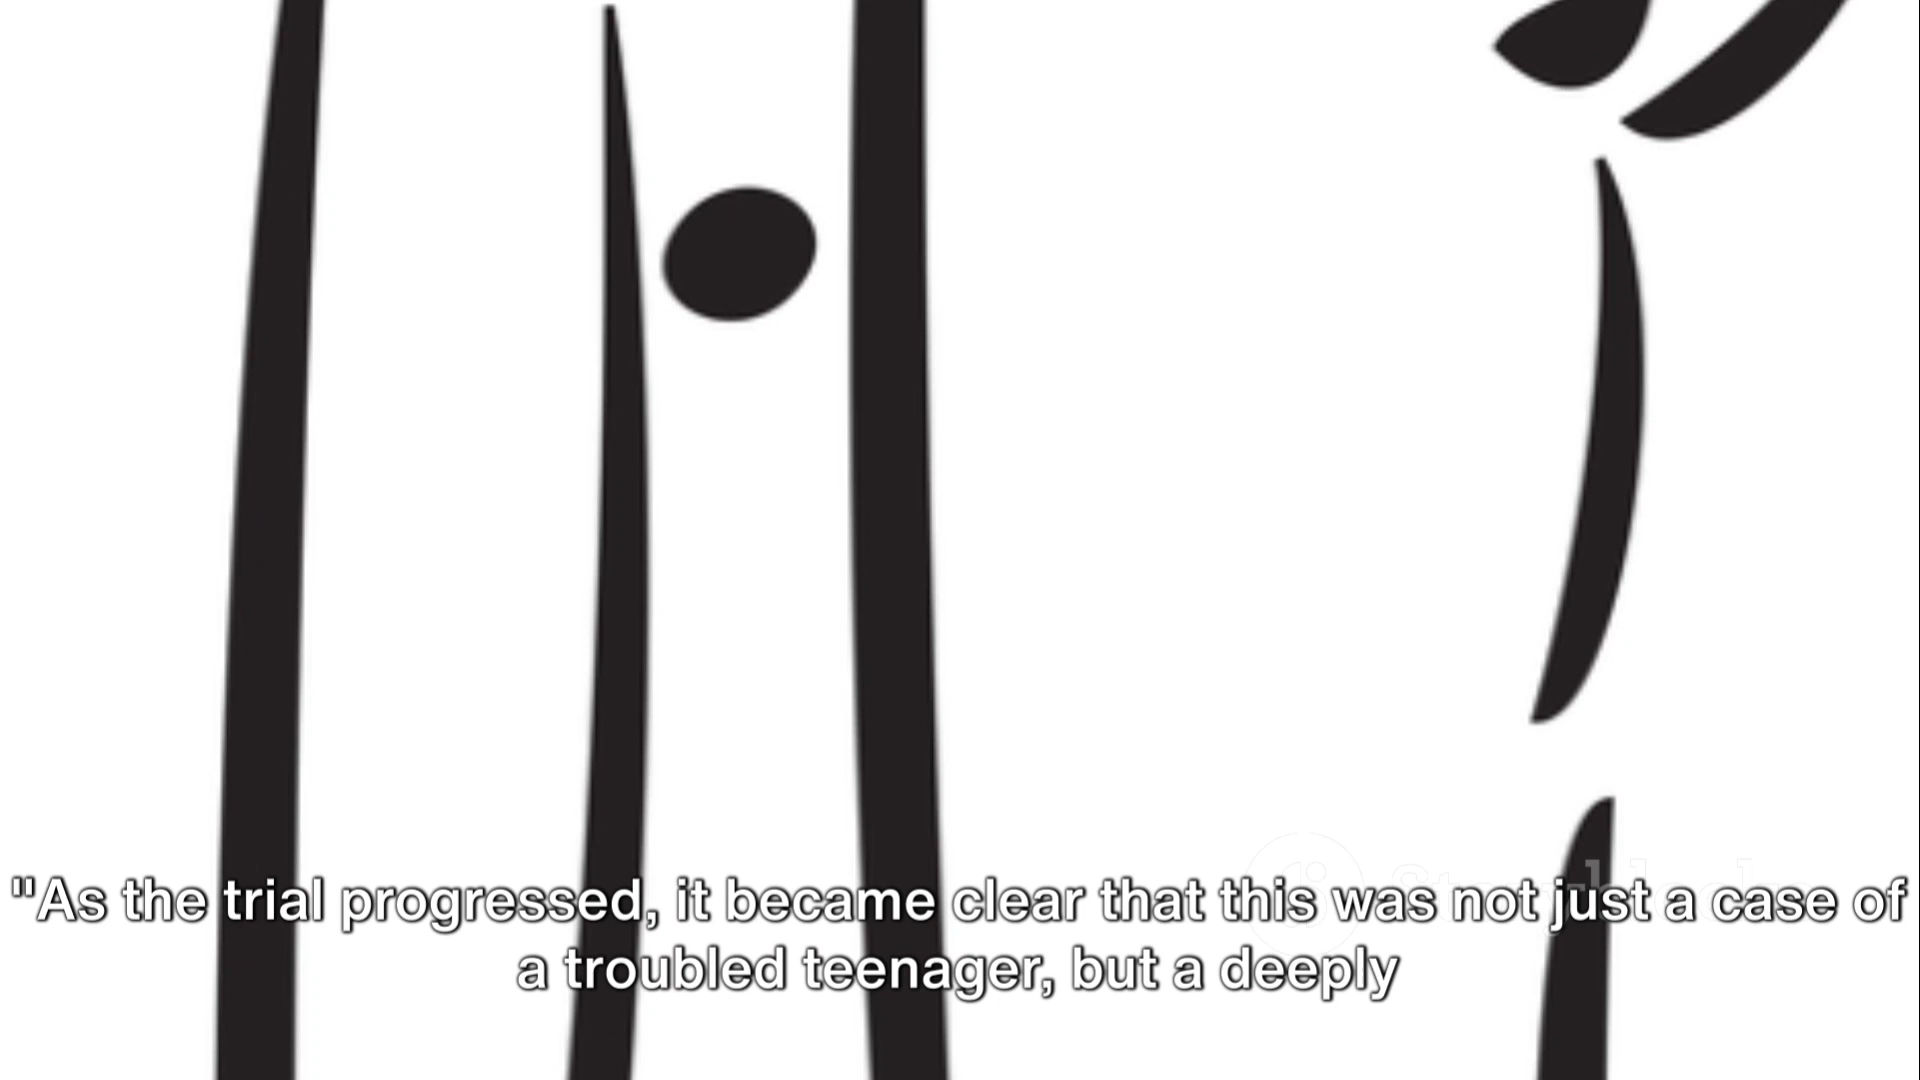 "As the trial progressed, it became clear that this was not just a case of
a troubled teenager, but a deeply